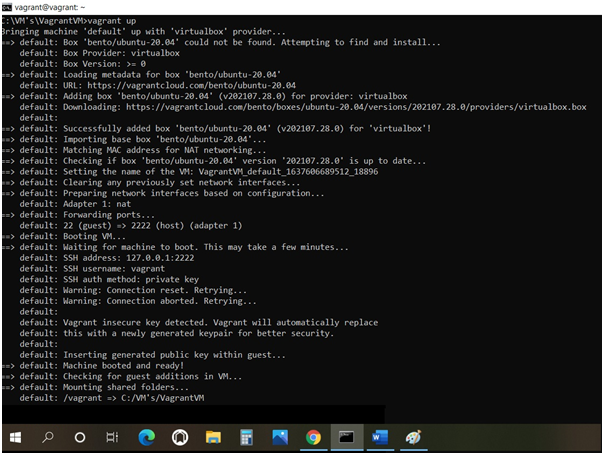 vagrant@vagrant: ~
C:\VM's\VagrantVM>vagrant up
Bringing machine 'default' up with 'virtualbox' provider...
==> default: Box 'bento/ubuntu-20.04' could not be found. Attempting to find and install...
default: Box Provider: virtualbox
default: Box Version: >= 0
==> default: Loading metadata for box 'bento/ubuntu-20.04'
default: URL: https://vagrantcloud.com/bento/ubuntu-20.04
==> default: Adding box 'bento/ubuntu-20.04' (v202107.28.0) for provider: virtualbox
default: Downloading: https://vagrantcloud.com/bento/boxes/ubuntu-20.04/versions/202107.28.0/providers/virtualbox.box
default:
==> default: Successfully added box 'bento/ubuntu-20.04' (v202107.28.0) for 'virtualbox'!
==> default: Importing base box 'bento/ubuntu-20.04'...
==> default: Matching MAC address for NAT networking...
==> default: Checking if box 'bento/ubuntu-20.04' version '202107.28.0' is up to date...
==> default: Setting the name of the VM: VagrantVM_default_1637606689512_18896
==> default: Clearing any previously set network interfaces...
==> default: Preparing network interfaces based on configuration...
default: Adapter 1: nat
==> default: Forwarding ports...
default: 22 (guest) => 2222 (host) (adapter 1)
==> default: Booting VM...
==> default: Waiting for machine to boot. This may take a few minutes...
default: SSH address: 127.0.0.1:2222
default: SSH username: vagrant
default: SSH auth method: private key
default: Warning: Connection reset. Retrying...
default: Warning: Connection aborted. Retrying...
default:
default: Vagrant insecure key detected. Vagrant will automatically replace
default: this with a newly generated keypair for better security.
default:
default: Inserting generated public key within guest...
==> default: Machine booted and ready!
==> default: Checking for guest additions in VM...
==> default: Mounting shared folders...
default: /vagrant => C:/VM's/VagrantVM